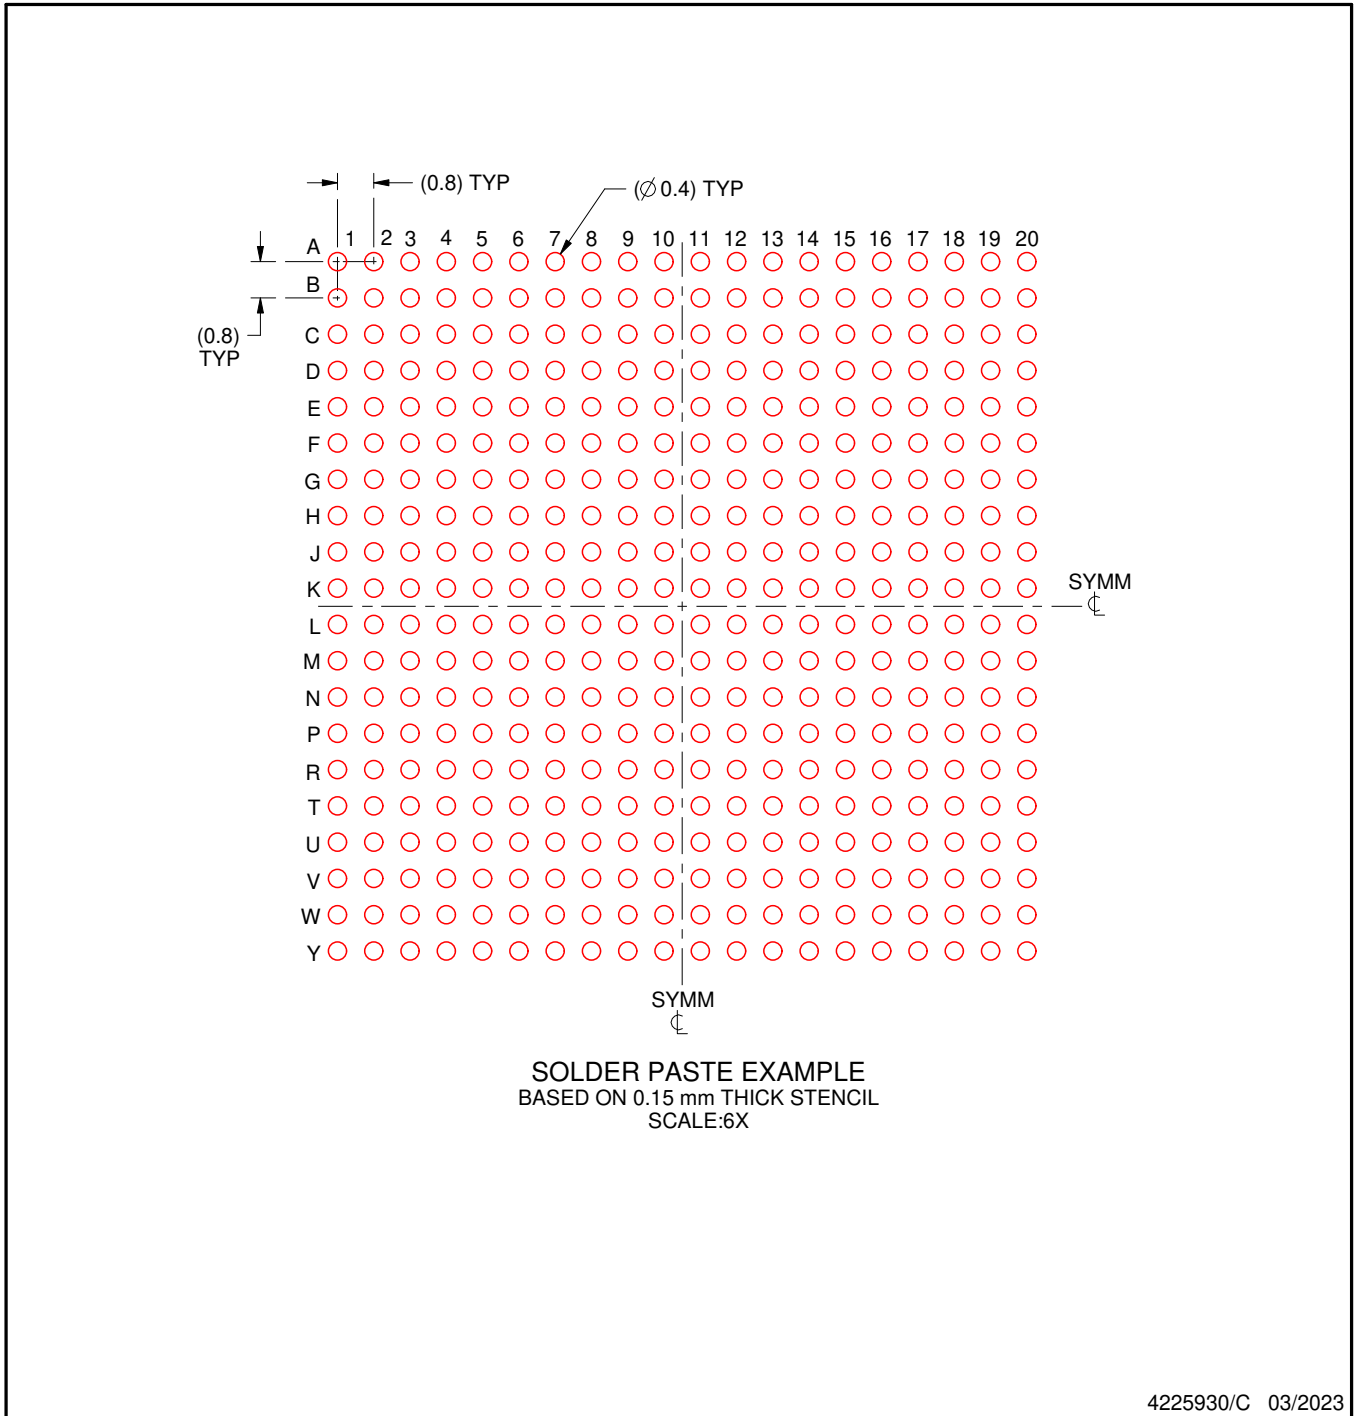 (0.8) TYP
(∅ 0.4) TYP
1 2 3 4 5 6 7 8 9 10 11 12 13 14 15 16 17 18 19 20
A
B
(0.8)
TYP
C
D
E
F
G
H
J
K
SYMM
℄
L
M
N
P
R
T
U
V
W
Y
SYMM
℄
SOLDER PASTE EXAMPLE
BASED ON 0.15 mm THICK STENCIL
SCALE:6X
4225930/C 03/2023